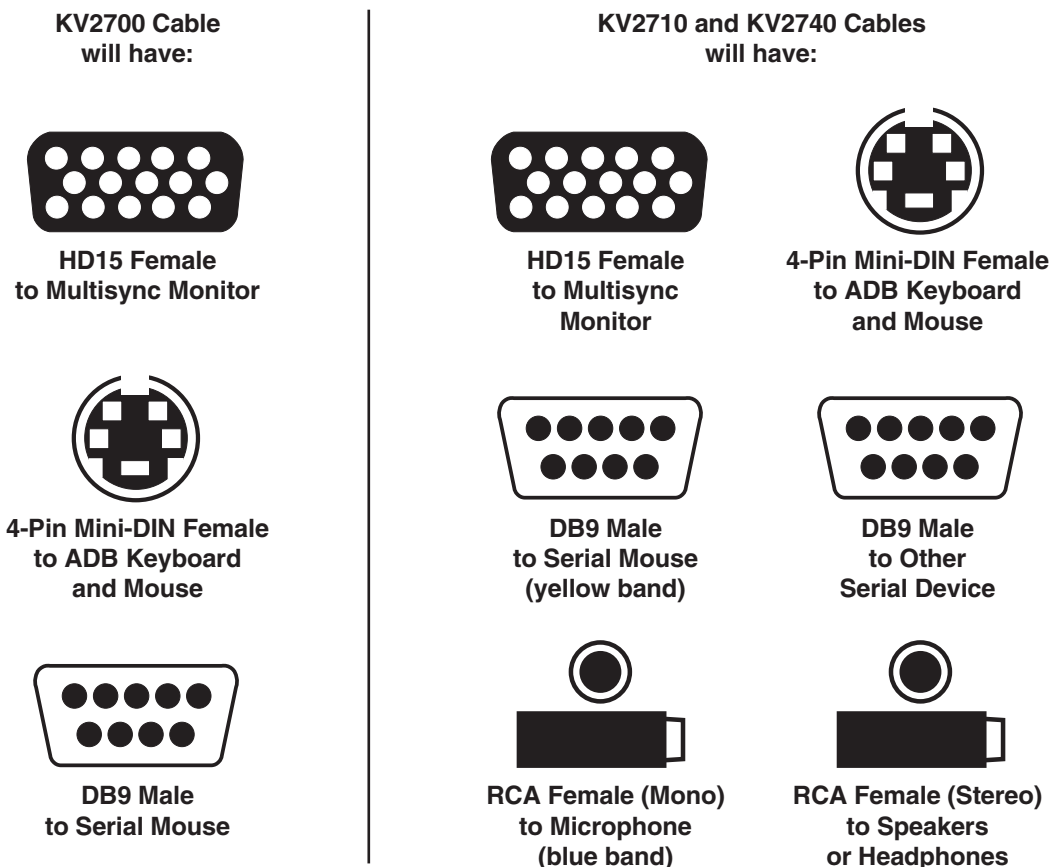 KV2700 Cable
will have:
HD15 Female
to Multisync Monitor
4-Pin Mini-DIN Female
to ADB Keyboard
and Mouse
DB9 Male
to Serial Mouse
KV2710 and KV2740 Cables
will have:
HD15 Female
to Multisync
Monitor
4-Pin Mini-DIN Female
to ADB Keyboard
and Mouse
DB9 Male
to Serial Mouse
(yellow band)
DB9 Male
to Other
Serial Device
RCA Female (Mono)
to Microphone
(blue band)
RCA Female (Stereo)
to Speakers
or Headphones